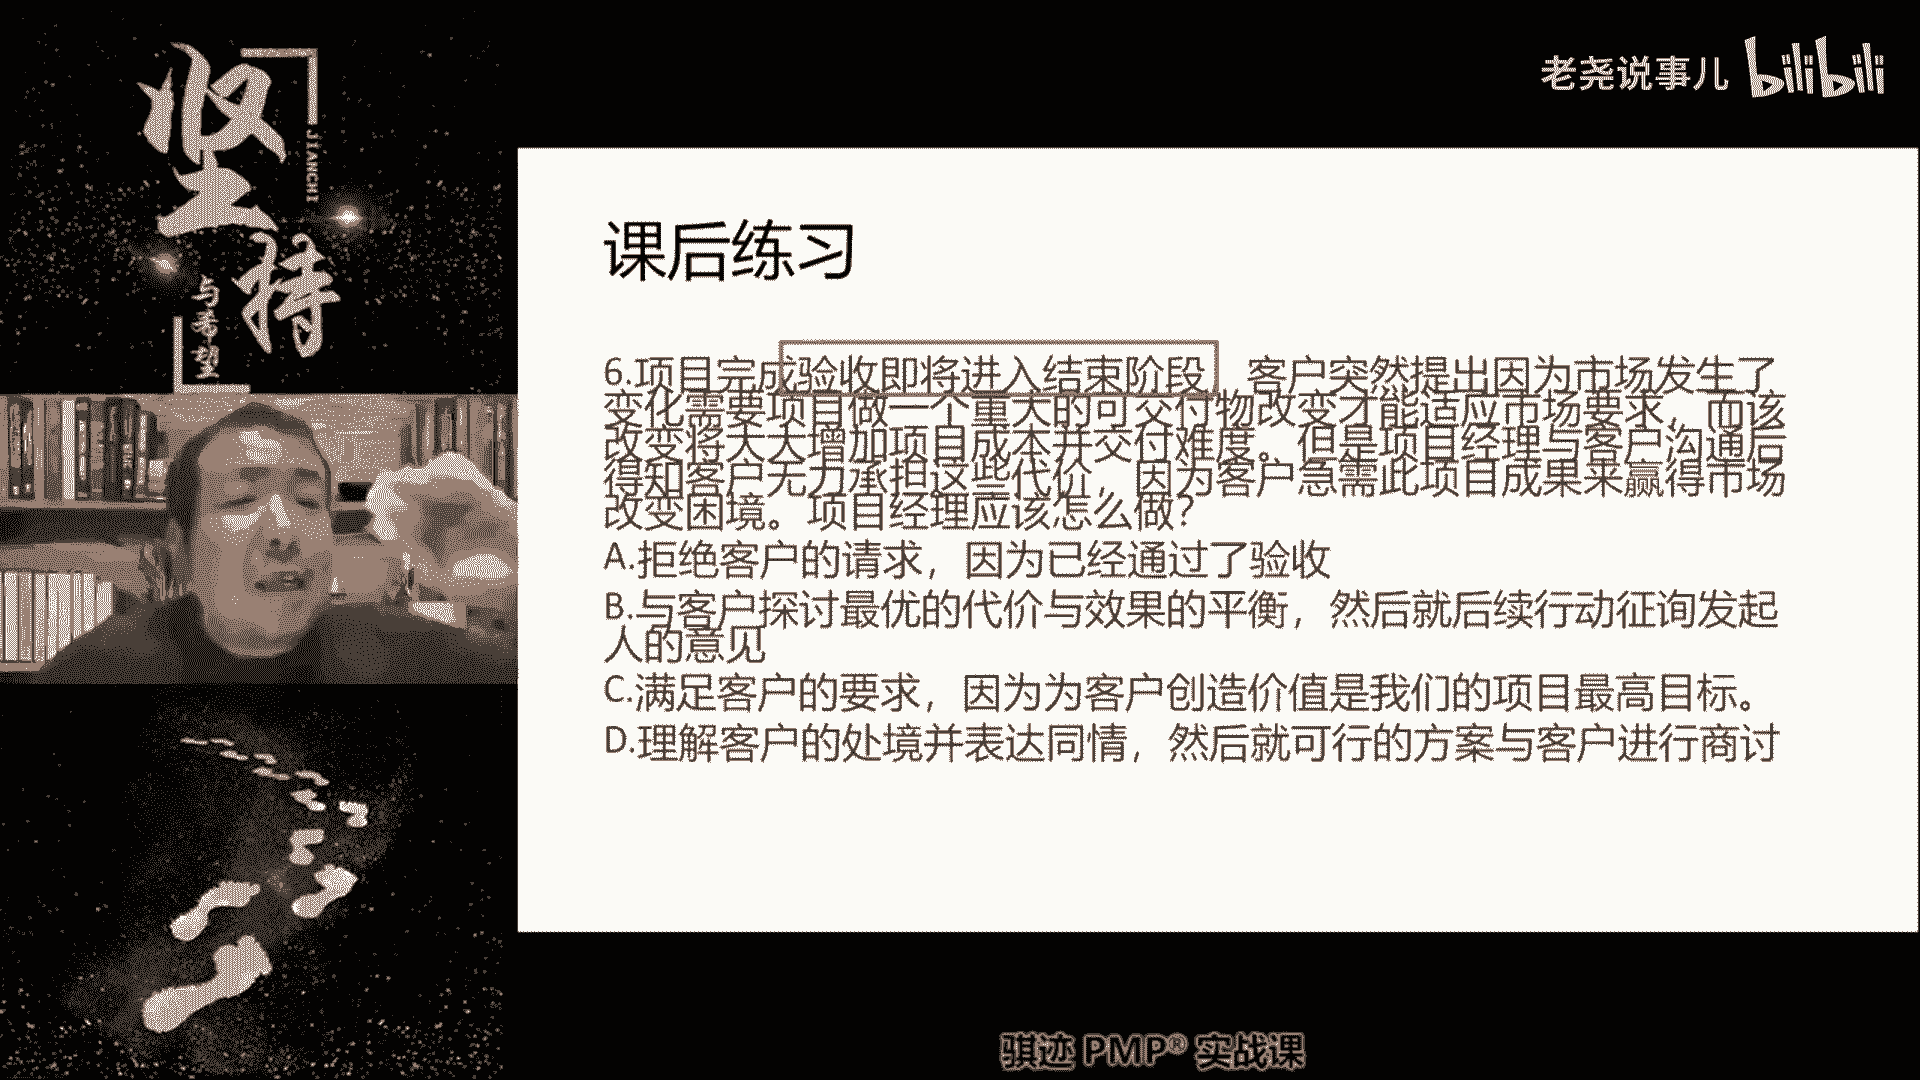 坚持
JIANCHI
与希望
老尧说事儿 bilibili
课后练习
6.项目完成验收即将进入结束阶段，客户突然提出因为市场发生了
变化需要项目做一个重大的可交付物改变才能适应市场要求，而该
改变将大大增加项目成本并交付难度。但是项目经理与客户沟通后
得知客户无力承担这些代价，因为客户急需此项目成果来赢得市场
改变困境。项目经理应该怎么做？
A.拒绝客户的请求，因为已经通过了验收
B.与客户探讨最优的代价与效果的平衡，然后就后续行动征询发起
人的意见
C.满足客户的要求，因为为客户创造价值是我们的项目最高目标。
D.理解客户的处境并表达同情，然后就可行的方案与客户进行商讨
骐迹 PMP® 实战课